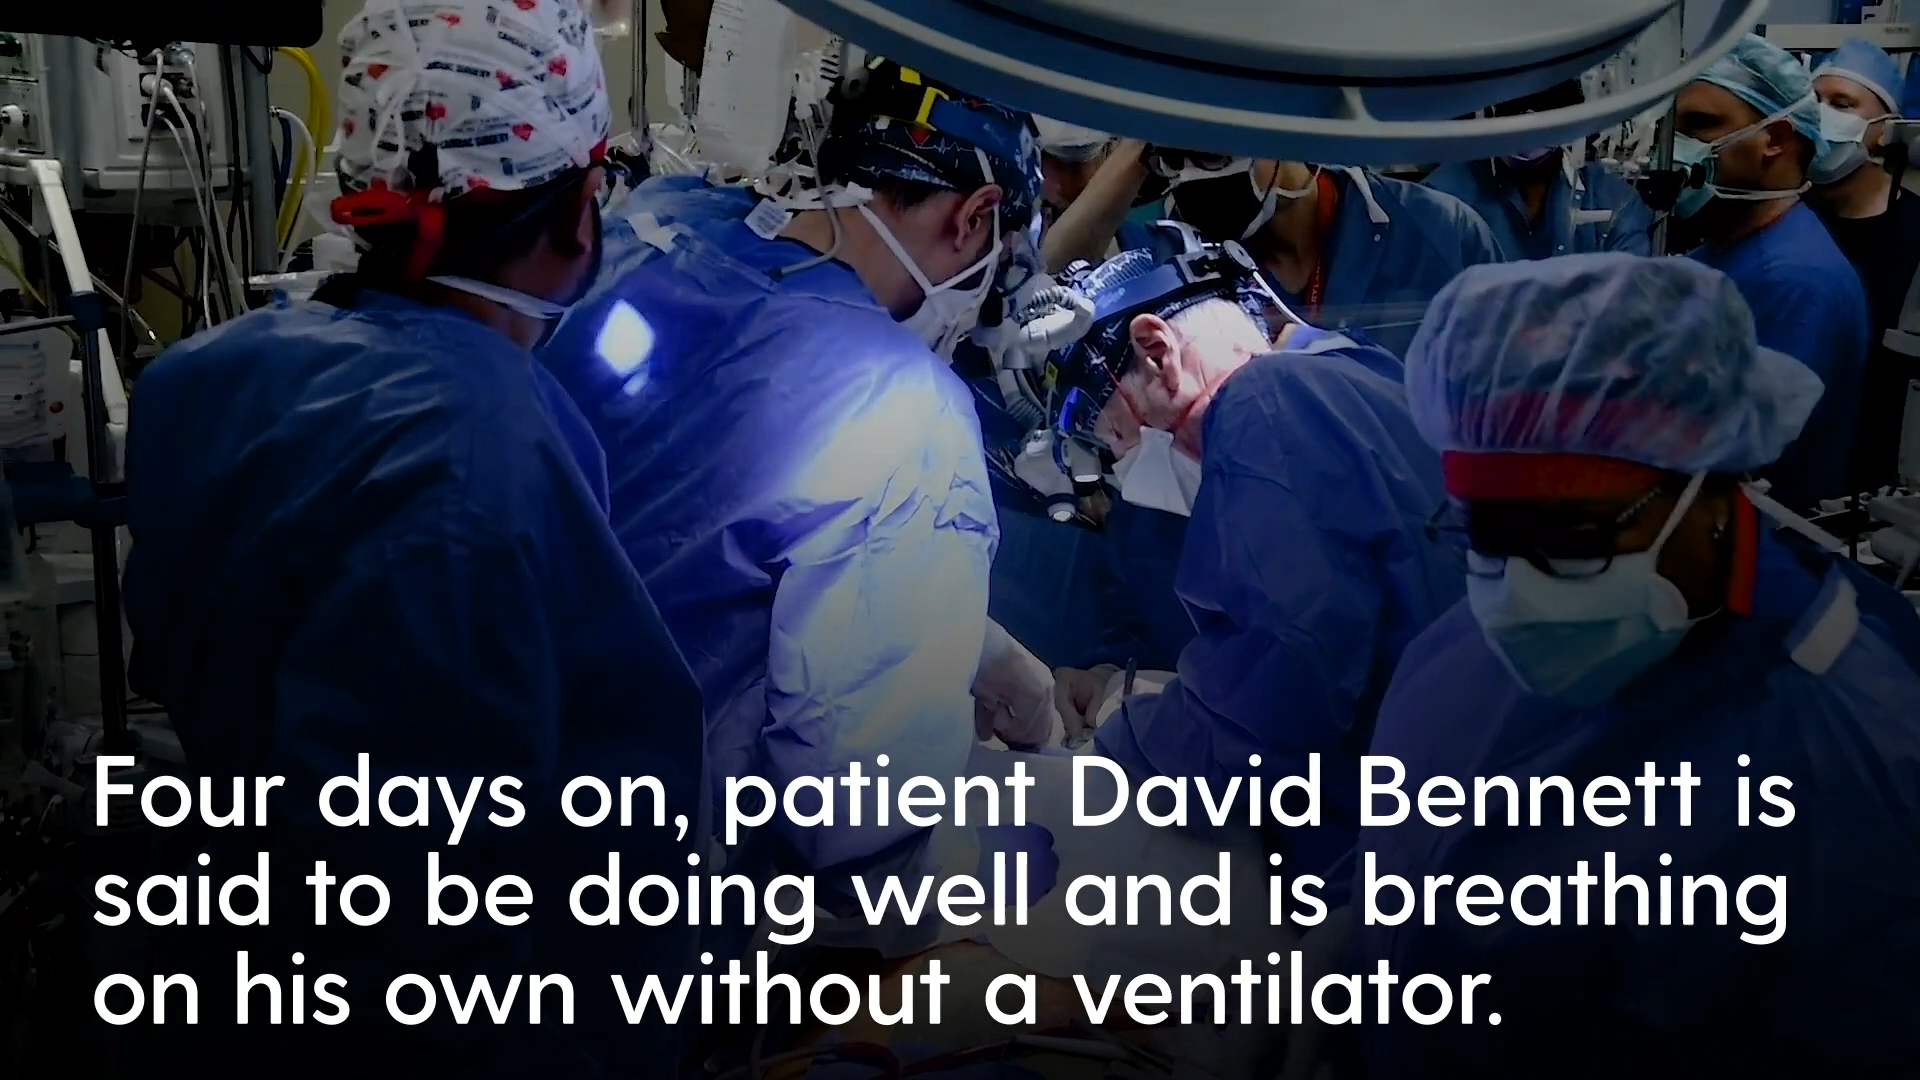 Four days on, patient David Bennett is
said to be doing well and is breathing
on his own without a ventilator.